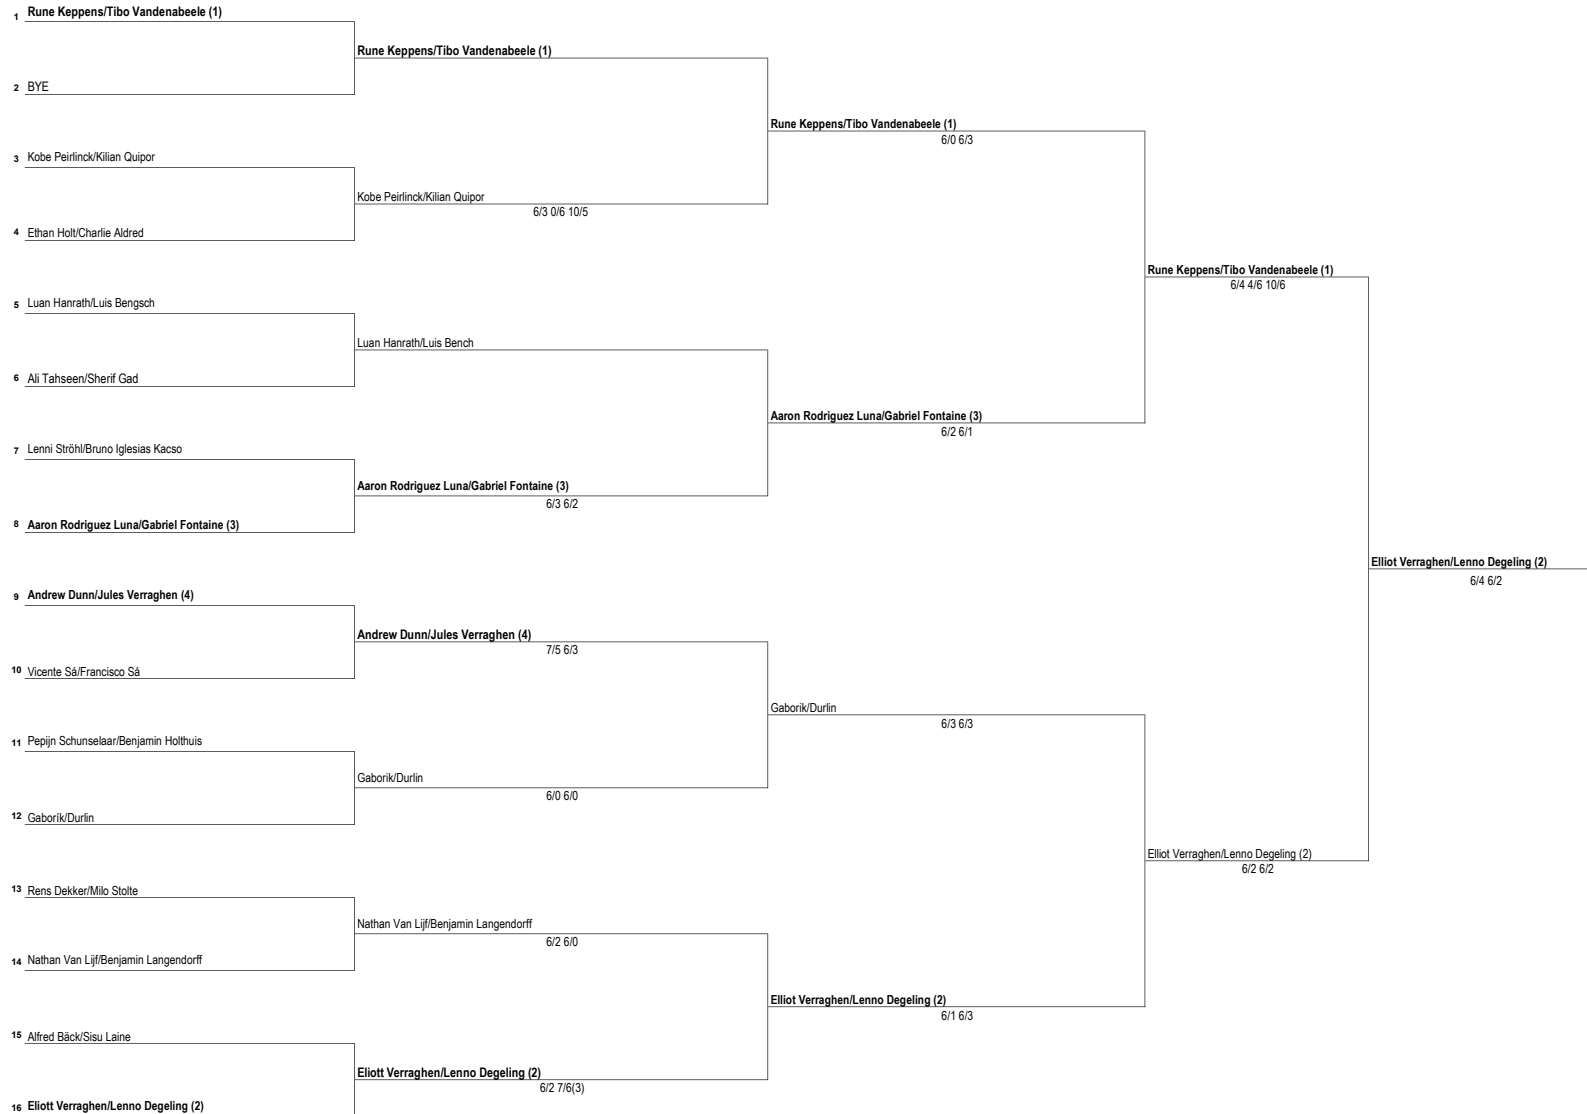 1 Rune Keppens/Tibo Vandenabeele (1)
Rune Keppens/Tibo Vandenabeele (1)
2 BYE
Rune Keppens/Tibo Vandenabeele (1)
6/0 6/3
3 Kobe Peirlinck/Kilian Quipor
Kobe Peirlinck/Kilian Quipor
6/3 0/6 10/5
4 Ethan Holt/Charlie Aldred
Rune Keppens/Tibo Vandenabeele (1)
6/4 4/6 10/6
5 Luan Hanrath/Luis Bengsch
Luan Hanrath/Luis Bench
6 Ali Tahseen/Sherif Gad
Aaron Rodriguez Luna/Gabriel Fontaine (3)
6/2 6/1
7 Lenni Ströhl/Bruno Iglesias Kacso
Aaron Rodriguez Luna/Gabriel Fontaine (3)
6/3 6/2
8 Aaron Rodriguez Luna/Gabriel Fontaine (3)
Elliot Verraghen/Lenno Degeling (2)
6/4 6/2
9 Andrew Dunn/Jules Verraghen (4)
Andrew Dunn/Jules Verraghen (4)
7/5 6/3
10 Vicente Sá/Francisco Sá
Gaborik/Durlin
6/3 6/3
11 Pepijn Schunselaar/Benjamin Holthuis
Gaborik/Durlin
6/0 6/0
12 Gaborík/Durlin
Elliot Verraghen/Lenno Degeling (2)
6/2 6/2
13 Rens Dekker/Milo Stolte
Nathan Van Lijf/Benjamin Langendorff
6/2 6/0
14 Nathan Van Lijf/Benjamin Langendorff
Elliot Verraghen/Lenno Degeling (2)
6/1 6/3
15 Alfred Bäck/Sisu Laine
Eliott Verraghen/Lenno Degeling (2)
6/2 7/6(3)
16 Eliott Verraghen/Lenno Degeling (2)